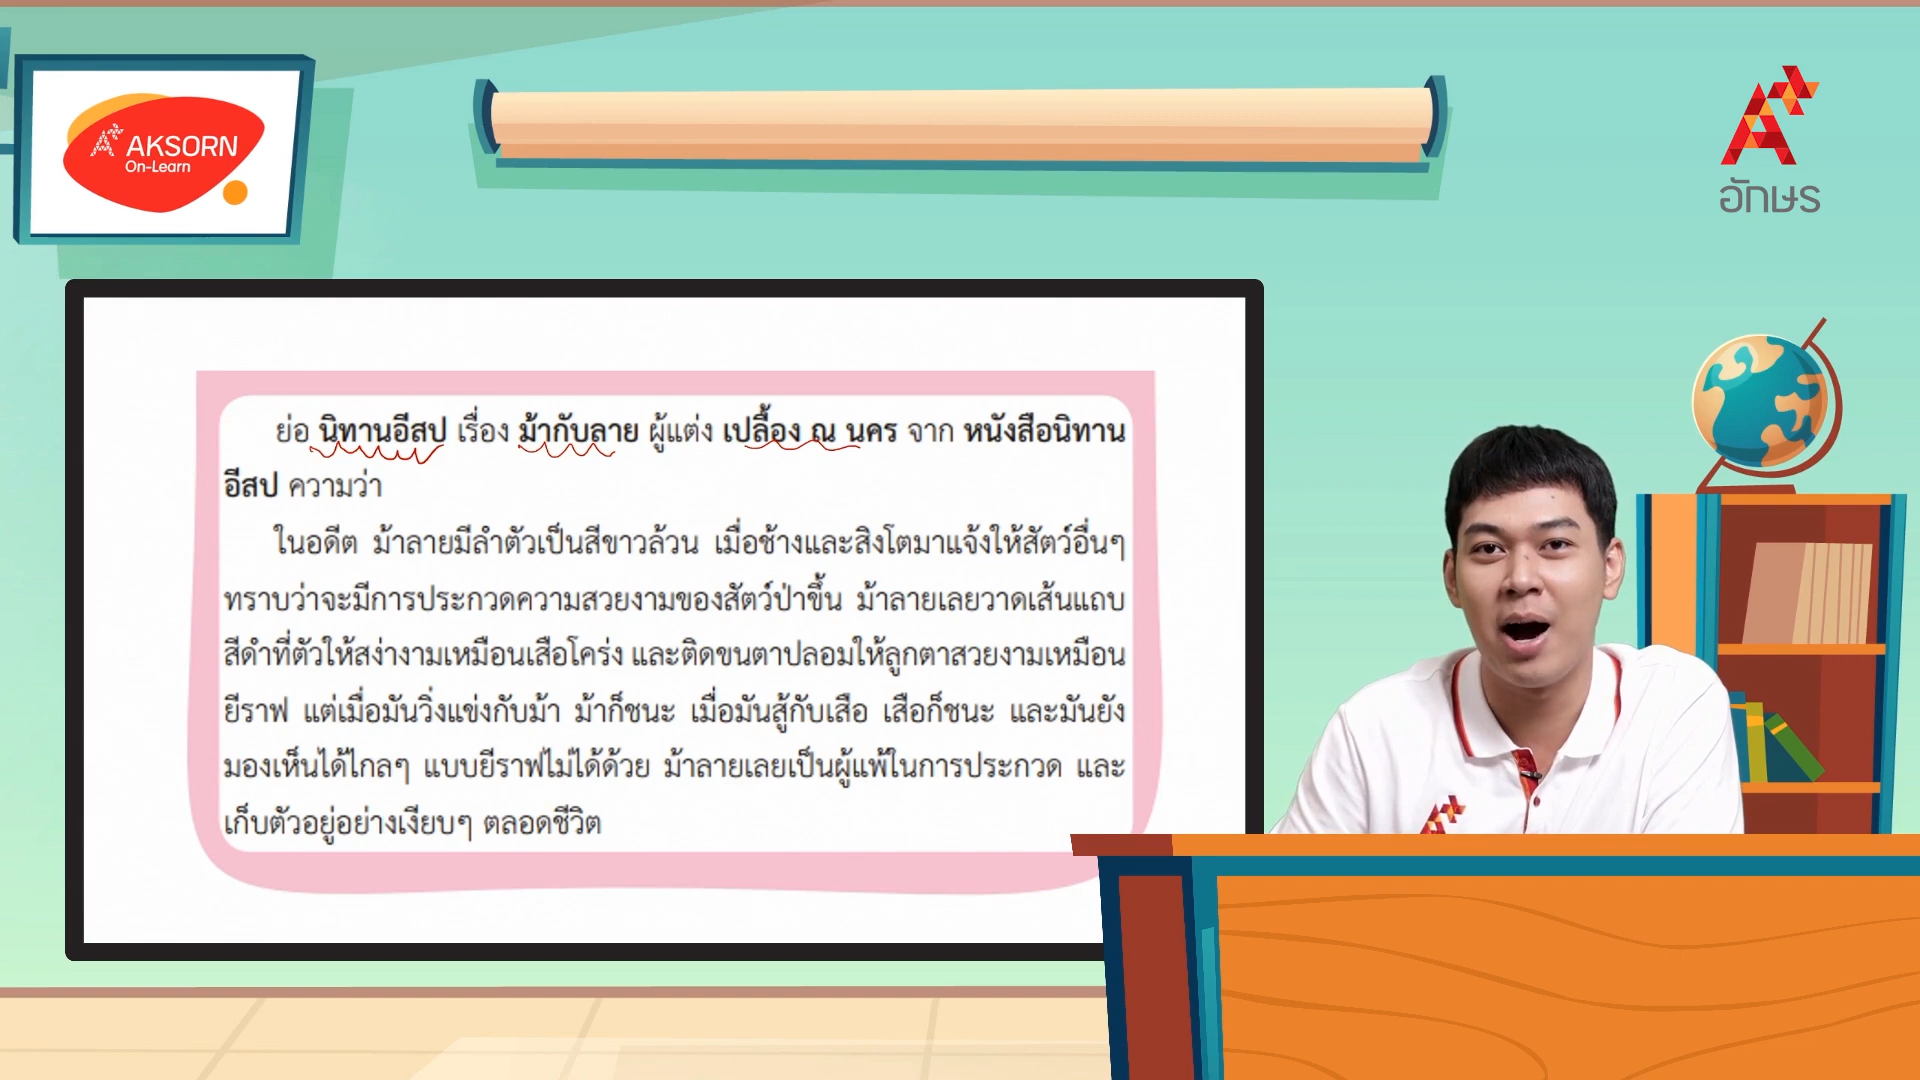 AKSORN
On-Learn
อักษร
ย่อ นิทานอีสป เรื่อง ม้ากับลาย ผู้แต่ง เปลื้อง ณ นคร จาก หนังสือนิทาน
อีสป ความว่า
ในอดีต ม้าลายมีลำตัวเป็นสีขาวล้วน เมื่อช้างและสิงโตมาแจ้งให้สัตว์อื่นๆ
ทราบว่าจะมีการประกวดความสวยงามของสัตว์ป่าขึ้น ม้าลายเลยวาดเส้นแถบ
สีดำที่ตัวให้สง่างามเหมือนเสือโคร่ง และติดขนตาปลอมให้ลูกตาสวยงามเหมือน
ยีราฟ แต่เมื่อมันวิ่งแข่งกับม้า ม้าก็ชนะ เมื่อมันสู้กับเสือ เสือก็ชนะ และมันยัง
มองเห็นได้ไกลๆ แบบยีราฟไม่ได้ด้วย ม้าลายเลยเป็นผู้แพ้ในการประกวด และ
เก็บตัวอยู่อย่างเงียบๆ ตลอดชีวิต